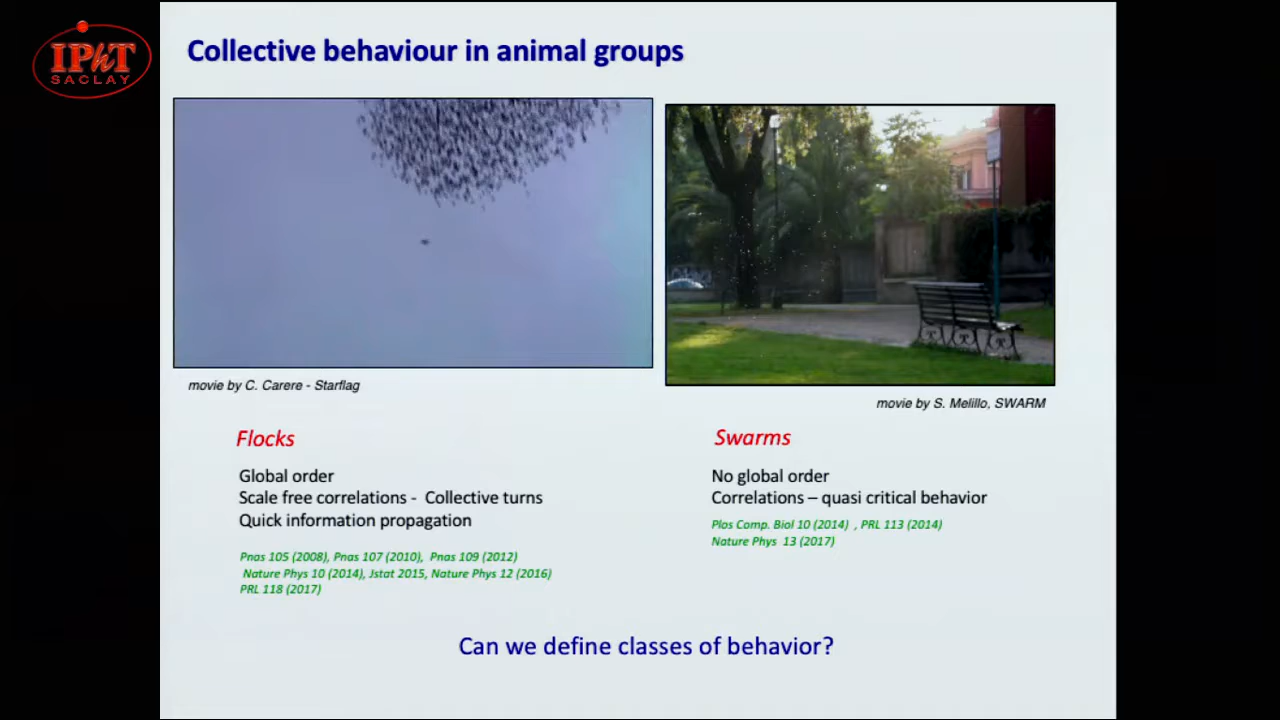 IPhT
SACLAY
Collective behaviour in animal groups
movie by C. Carere - Starflag
movie by S. Melillo, SWARM
Flocks
Global order
Scale free correlations - Collective turns
Quick information propagation
Pnas 105 (2008), Pnas 107 (2010), Pnas 109 (2012)
Nature Phys 10 (2014), Jstat 2015, Nature Phys 12 (2016)
PRL 118 (2017)
Swarms
No global order
Correlations – quasi critical behavior
Plos Comp. Biol 10 (2014) , PRL 113 (2014)
Nature Phys 13 (2017)
Can we define classes of behavior?